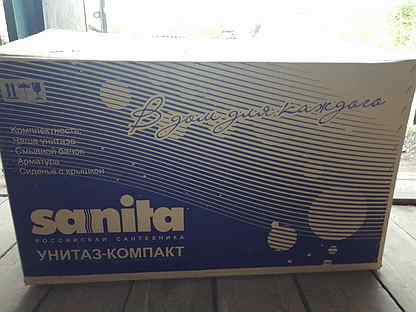 В дом для каждого
Комплектность:
Чаша унитаза
Смывной бачок
Арматура
Сиденье с крышкой
sanita
РОССИЙСКАЯ САНТЕХНИКА
УНИТАЗ-КОМПАКТ